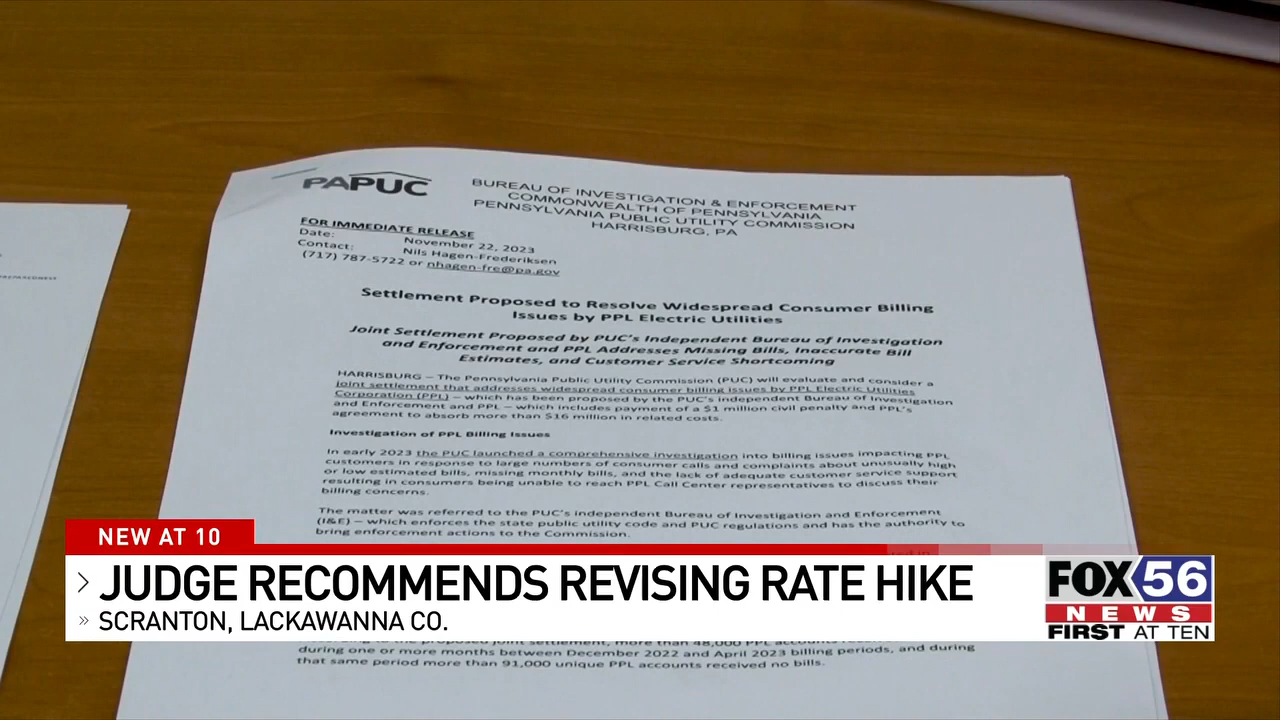 PAPUC
BUREAU OF INVESTIGATION & ENFORCEMENT
COMMONWEALTH OF PENNSYLVANIA
PENNSYLVANIA PUBLIC UTILITY COMMISSION
HARRISBURG, PA
FOR IMMEDIATE RELEASE
Date: November 22, 2023
Contact: Nils Hagen-Frederiksen
(717) 787-5722 or nhagen-fre@pa.gov
Settlement Proposed to Resolve Widespread Consumer Billing
Issues by PPL Electric Utilities
Joint Settlement Proposed by PUC's Independent Bureau of Investigation
and Enforcement and PPL Addresses Missing Bills, Inaccurate Bill
Estimates, and Customer Service Shortcoming
HARRISBURG – The Pennsylvania Public Utility Commission (PUC) will evaluate and consider a
joint settlement that addresses widespread consumer billing issues by PPL Electric Utilities
Corporation (PPL) – which has been proposed by the PUC's independent Bureau of Investigation
and Enforcement and PPL – which includes payment of a $1 million civil penalty and PPL's
agreement to absorb more than $16 million in related costs.
Investigation of PPL Billing Issues
In early 2023 the PUC launched a comprehensive investigation into billing issues impacting PPL
customers in response to large numbers of consumer calls and complaints about unusually high
or low estimated bills, missing monthly bills, and the lack of adequate customer service support
resulting in consumers being unable to reach PPL Call Center representatives to discuss their
billing concerns.
The matter was referred to the PUC's independent Bureau of Investigation and Enforcement
(I&E) – which enforces the state public utility code and PUC regulations and has the authority to
bring enforcement actions to the Commission.
NEW AT 10
JUDGE RECOMMENDS REVISING RATE HIKE
SCRANTON, LACKAWANNA CO.
FOX 56
NEWS
FIRST AT TEN
the proposed joint settlement, more than 48,000 PPL accounts
during one or more months between December 2022 and April 2023 billing periods, and during
that same period more than 91,000 unique PPL accounts received no bills.